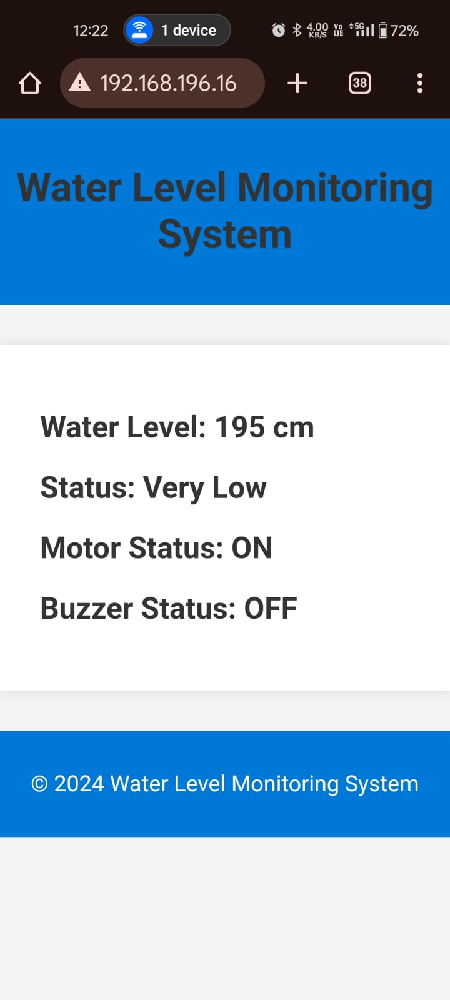 12:22 1 device 4.00 KB/S Vo LTE 5G 72%
192.168.196.16 38
Water Level Monitoring
System
Water Level: 195 cm
Status: Very Low
Motor Status: ON
Buzzer Status: OFF
© 2024 Water Level Monitoring System